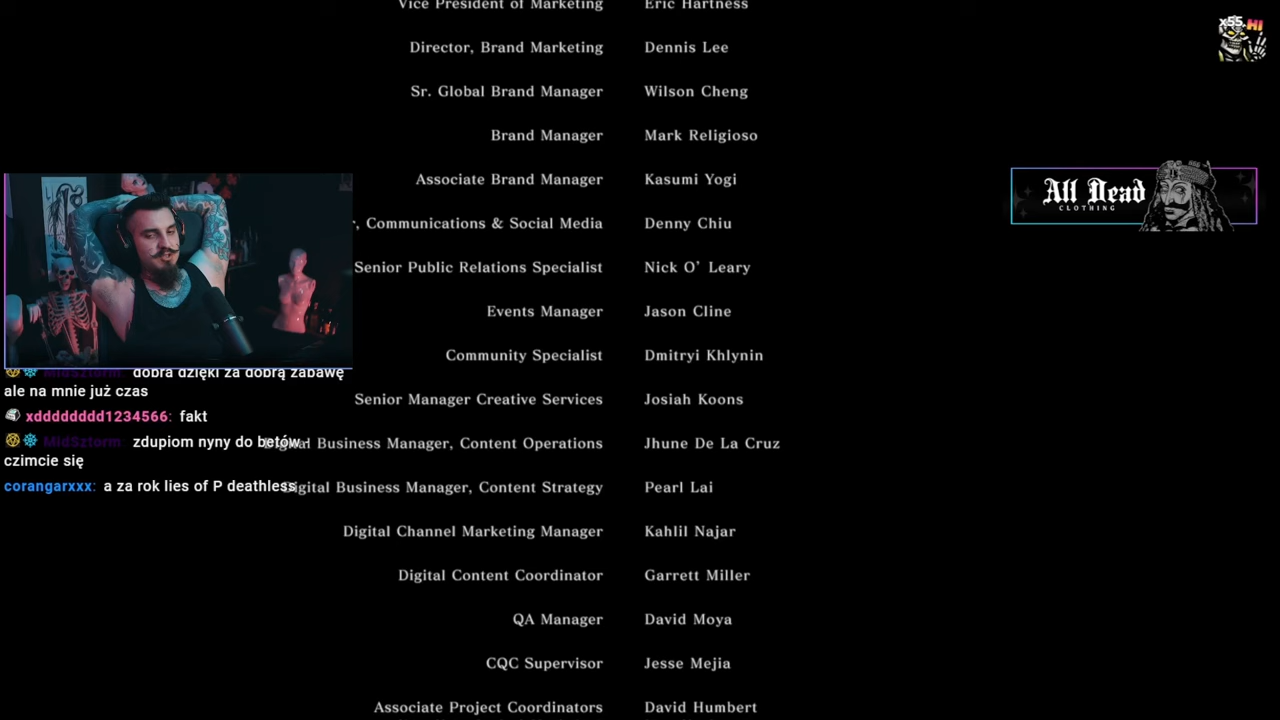 Vice President of Marketing Eric Hartness
Director, Brand Marketing Dennis Lee
Sr. Global Brand Manager Wilson Cheng
Brand Manager Mark Religioso
Associate Brand Manager Kasumi Yogi
, Communications & Social Media Denny Chiu
Senior Public Relations Specialist Nick O’ Leary
Events Manager Jason Cline
Community Specialist Dmitryi Khlynin
Senior Manager Creative Services Josiah Koons
Digital Business Manager, Content Operations Jhune De La Cruz
Digital Business Manager, Content Strategy Pearl Lai
Digital Channel Marketing Manager Kahlil Najar
Digital Content Coordinator Garrett Miller
QA Manager David Moya
CQC Supervisor Jesse Mejia
Associate Project Coordinators David Humbert
MidSztorm dobra dzięki za dobrą zabawę
ale na mnie już czas
xdddddddd1234566: fakt
MidSztorm zdupiom nyny do betów -
czimcie się
corangarxxx: a za rok lies of P deathless
x55 HI
All Dead
CLOTHING